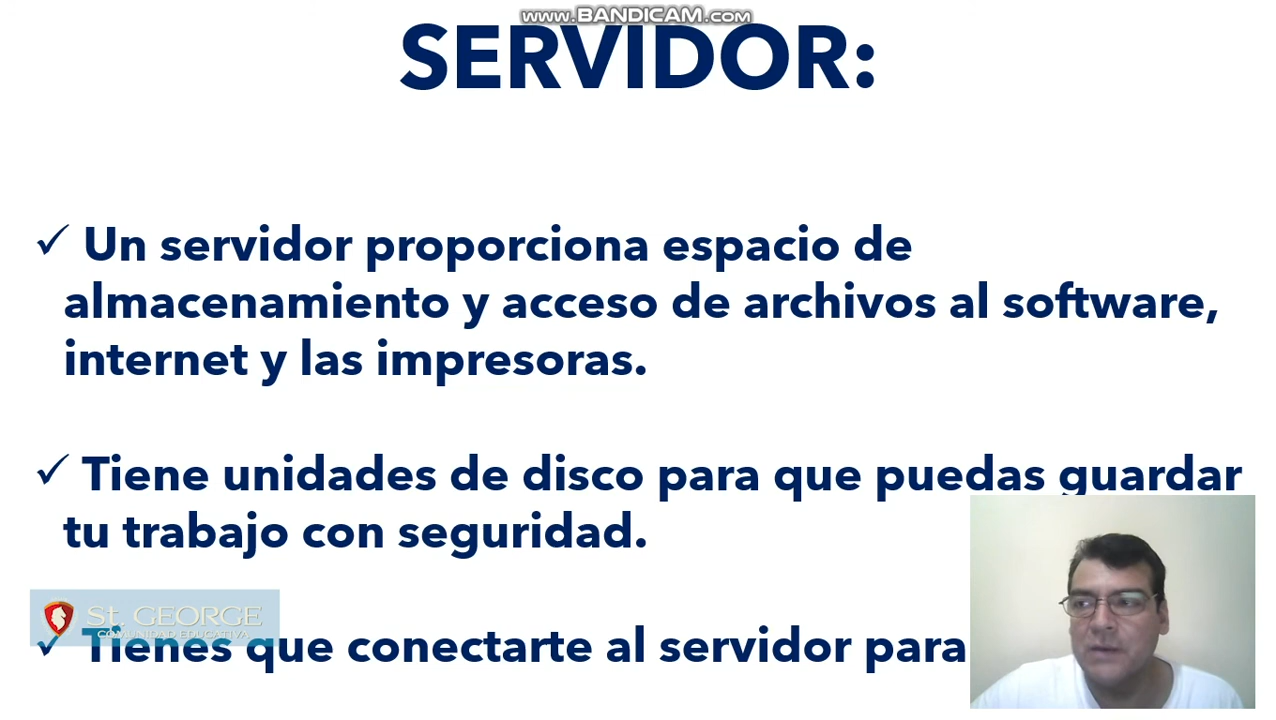 www.BANDICAM.com
SERVIDOR:
✓ Un servidor proporciona espacio de
almacenamiento y acceso de archivos al software,
internet y las impresoras.
✓ Tiene unidades de disco para que puedas guardar
tu trabajo con seguridad.
St. GEORGE
COMUNIDAD EDUCATIVA
✓ Tienes que conectarte al servidor para